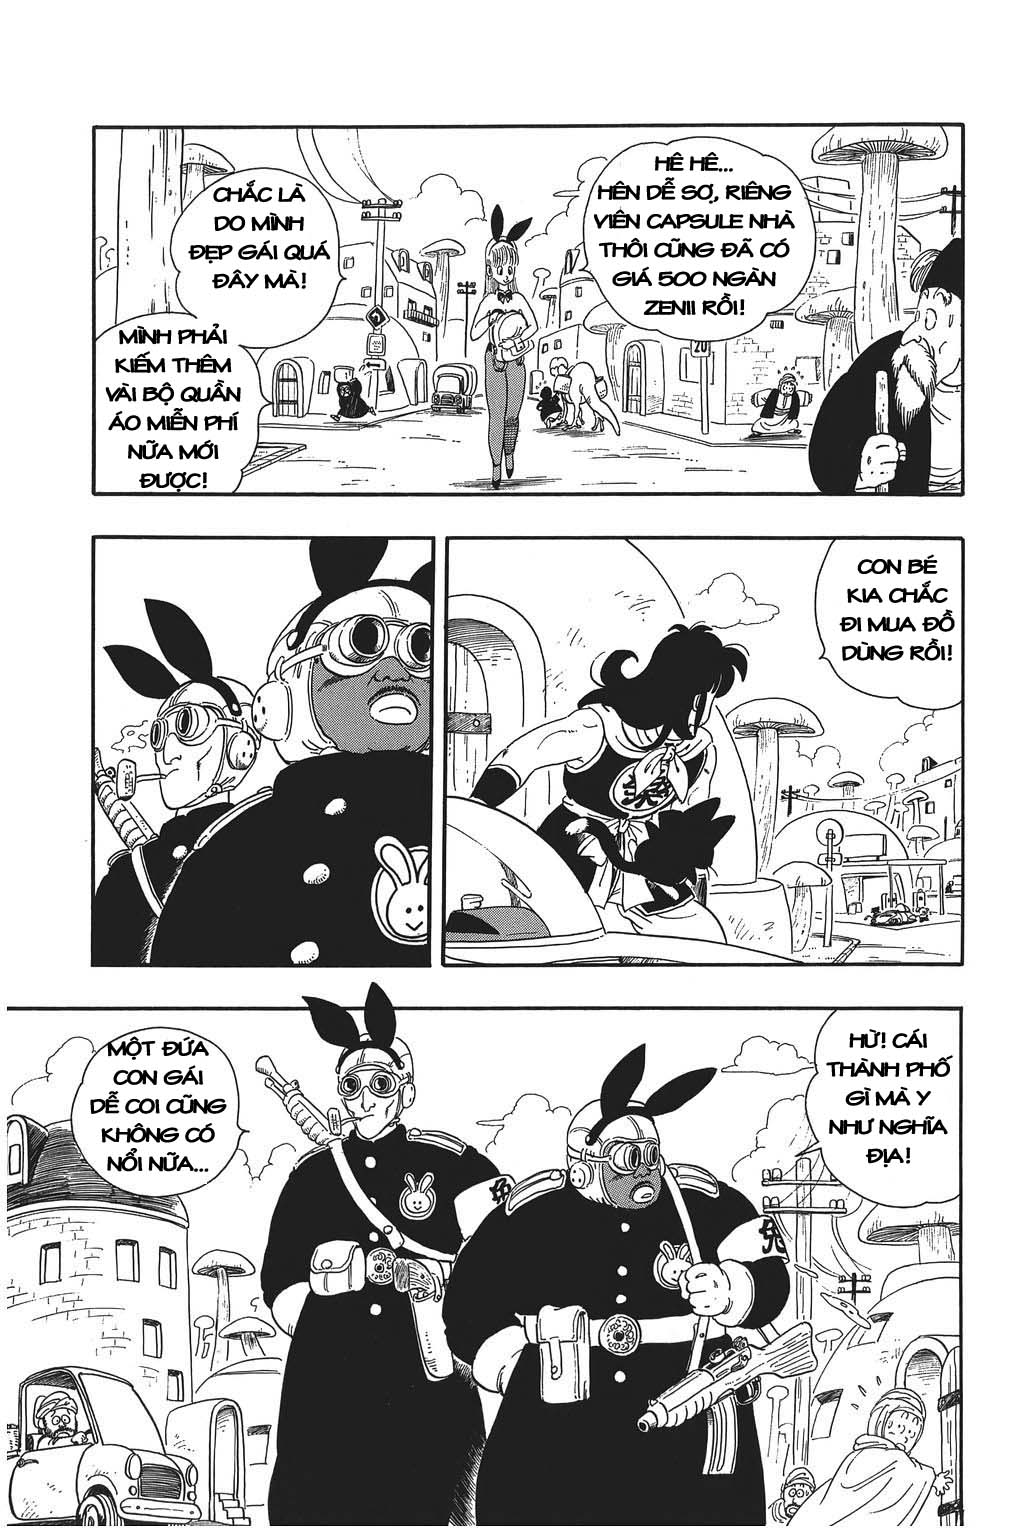 HÊ HÊ...
HÊN DỄ SỢ, RIÊNG
VIÊN CAPSULE NHÀ
THÔI CŨNG ĐÃ CÓ
GIÁ 500 NGÀN
ZENII RỒI!
CHẮC LÀ
DO MÌNH
ĐẸP GÁI QUÁ
ĐÂY MÀ!
MÌNH PHẢI
KIẾM THÊM
VÀI BỘ QUẦN
ÁO MIỄN PHÍ
NỮA MỚI
ĐƯỢC!
20
CON BÉ
KIA CHẮC
ĐI MUA ĐỒ
DÙNG RỒI!
樂
HỪ! CÁI
THÀNH PHỐ
GÌ MÀ Y
NHƯ NGHĨA
ĐỊA!
MỘT ĐỨA
CON GÁI
DỄ COI CŨNG
KHÔNG CÓ
NỔI NỮA...
兎
兎